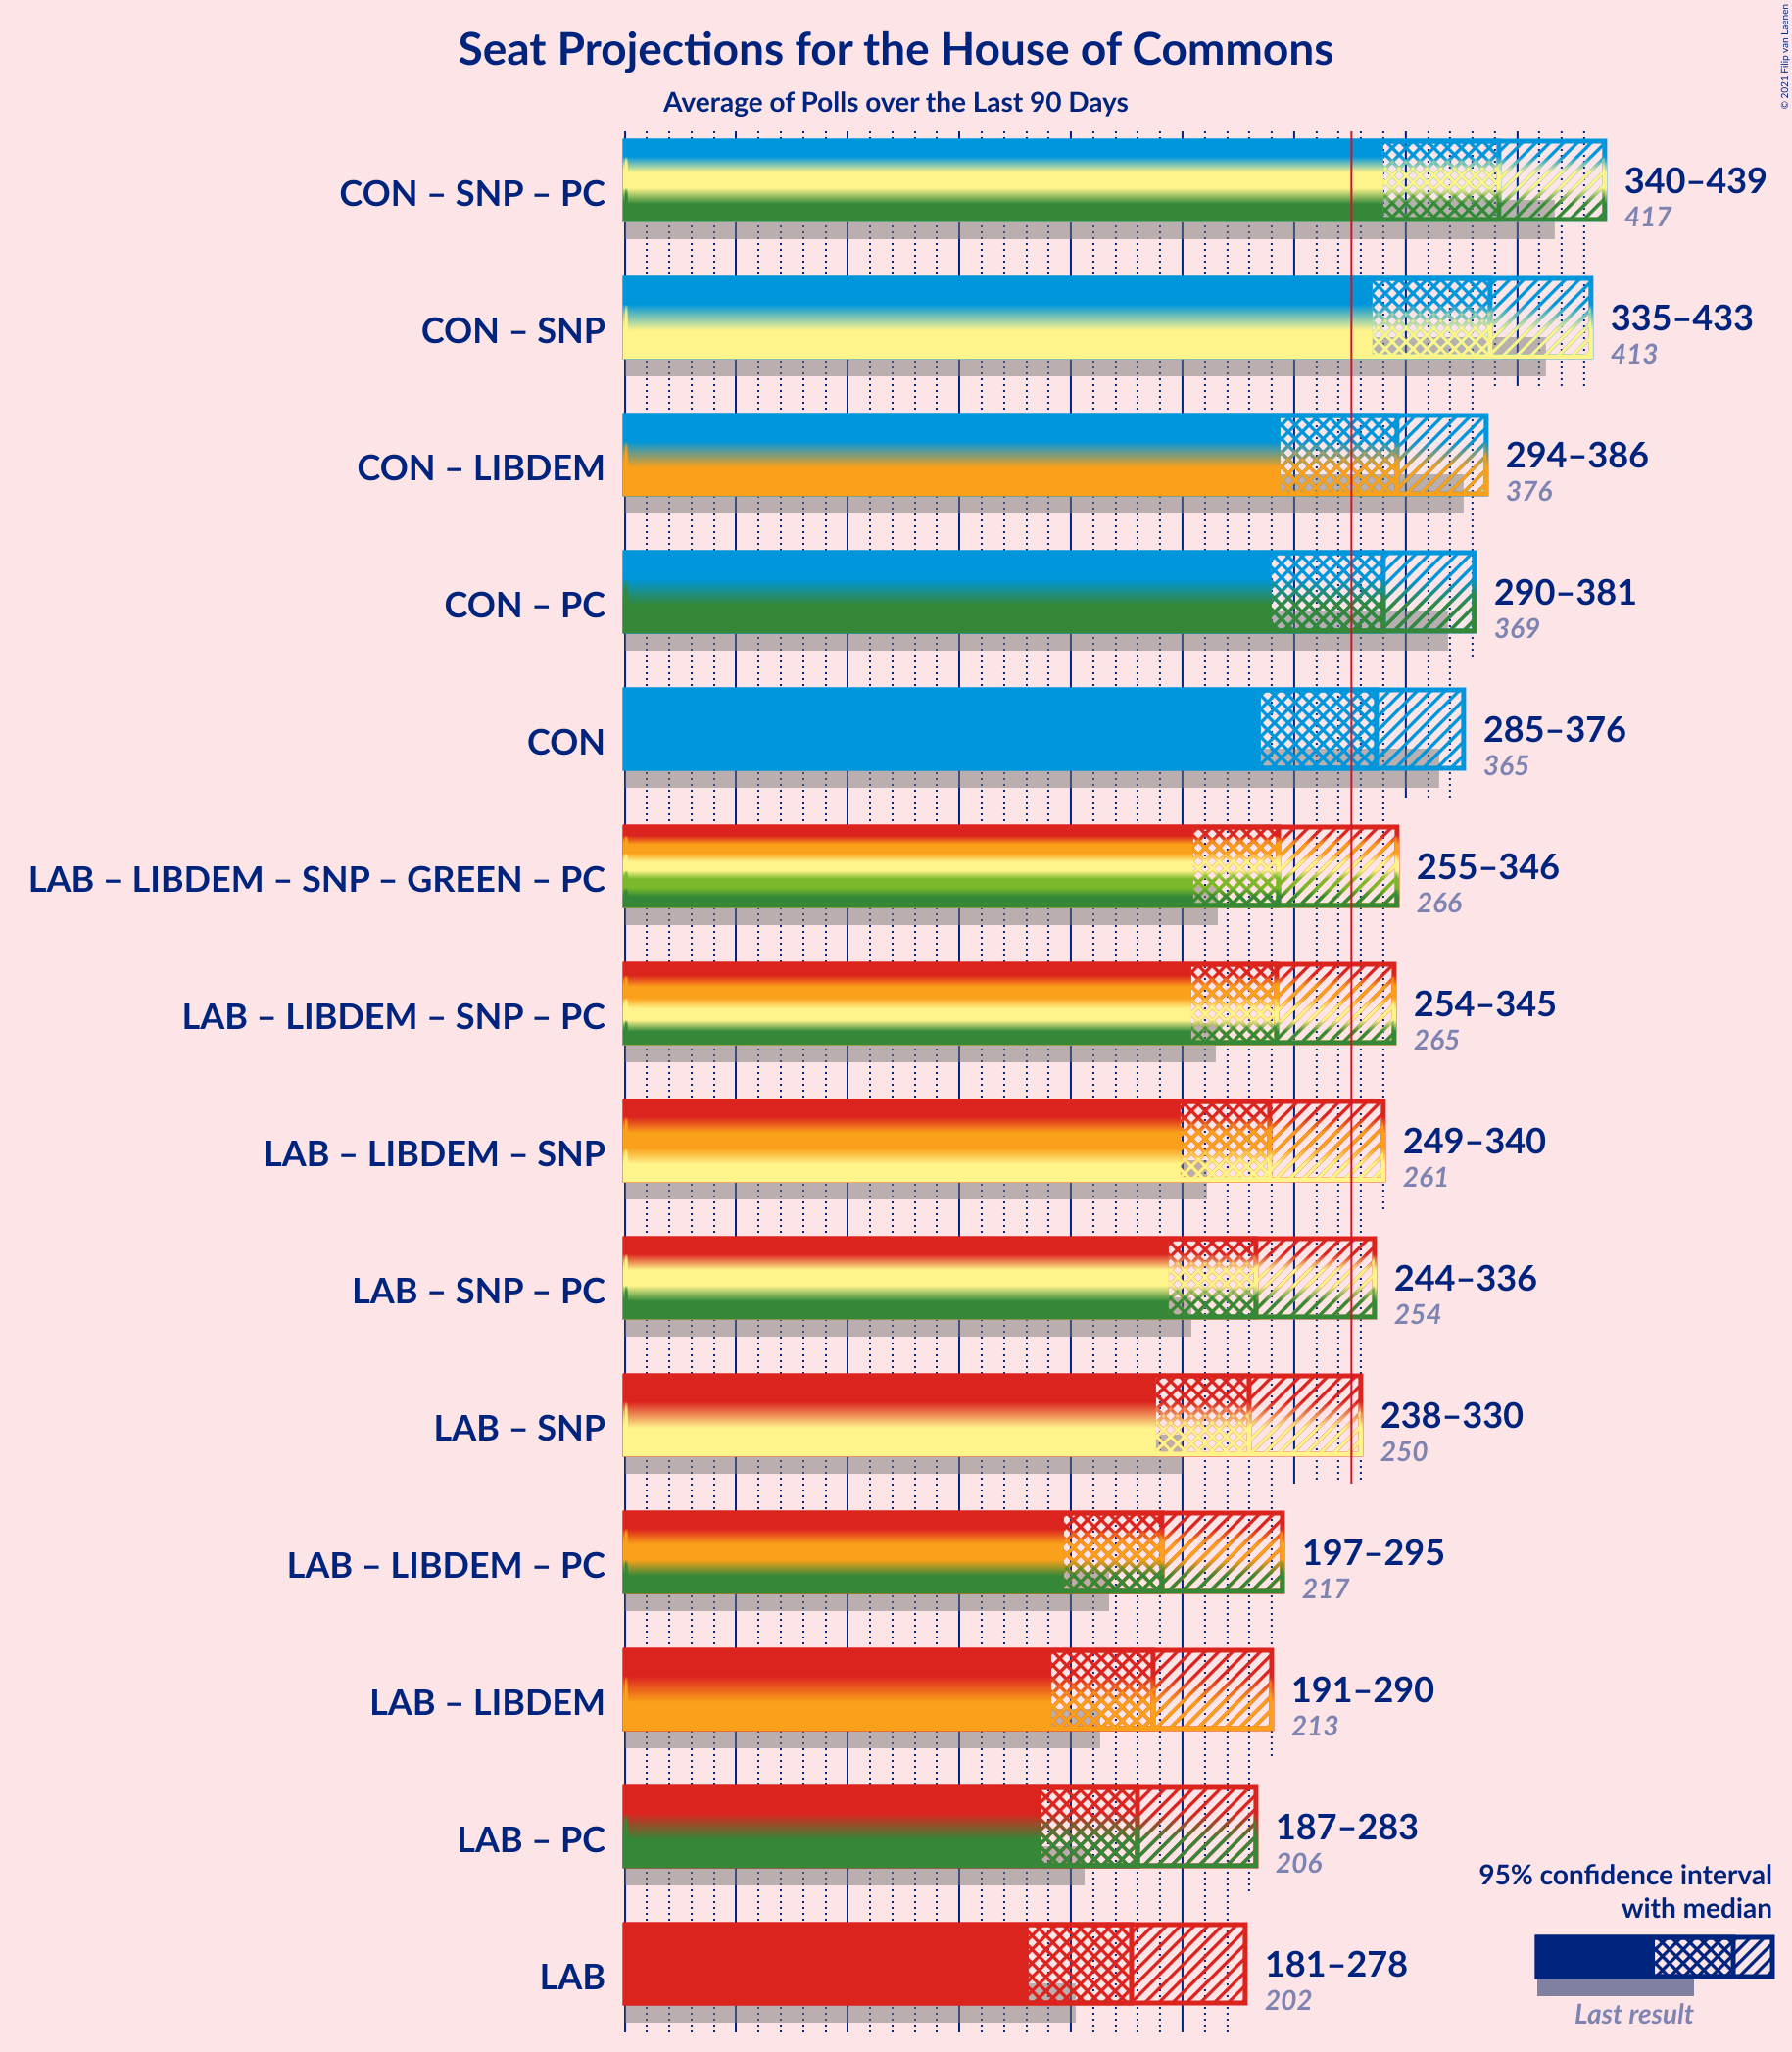 © 2021 Filip van Laenen
Seat Projections for the House of Commons
Average of Polls over the Last 90 Days
CON – SNP – PC
340–439
417
CON – SNP
335–433
413
CON – LIBDEM
294–386
376
CON – PC
290–381
369
CON
285–376
365
LAB – LIBDEM – SNP – GREEN – PC
255–346
266
LAB – LIBDEM – SNP – PC
254–345
265
LAB – LIBDEM – SNP
249–340
261
LAB – SNP – PC
244–336
254
LAB – SNP
238–330
250
LAB – LIBDEM – PC
197–295
217
LAB – LIBDEM
191–290
213
LAB – PC
187–283
206
LAB
181–278
202
95% confidence interval
with median
Last result